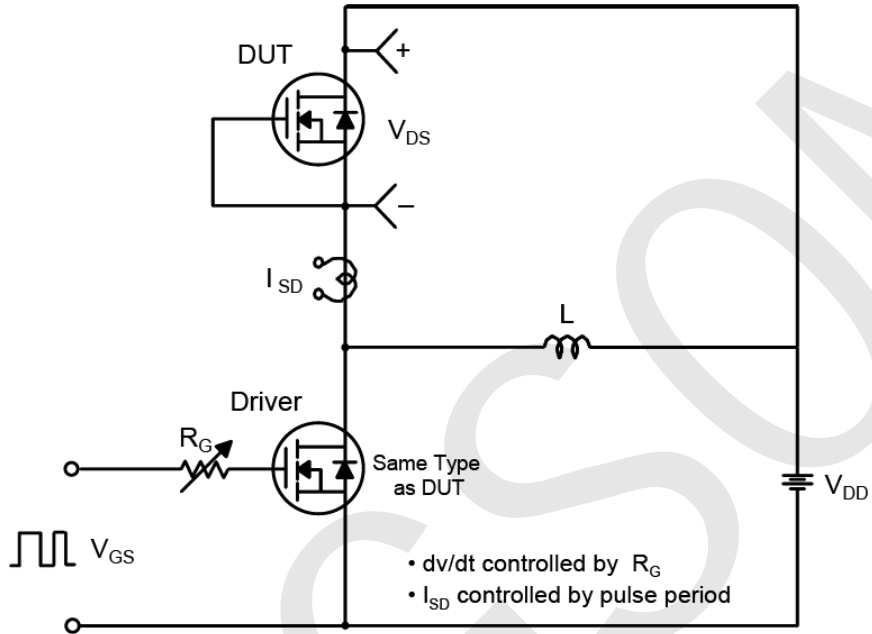 DUT
+
V_DS
–
I_SD
L
Driver
R_G
Same Type
as DUT
V_DD
V_GS
• dv/dt controlled by R_G
• I_SD controlled by pulse period